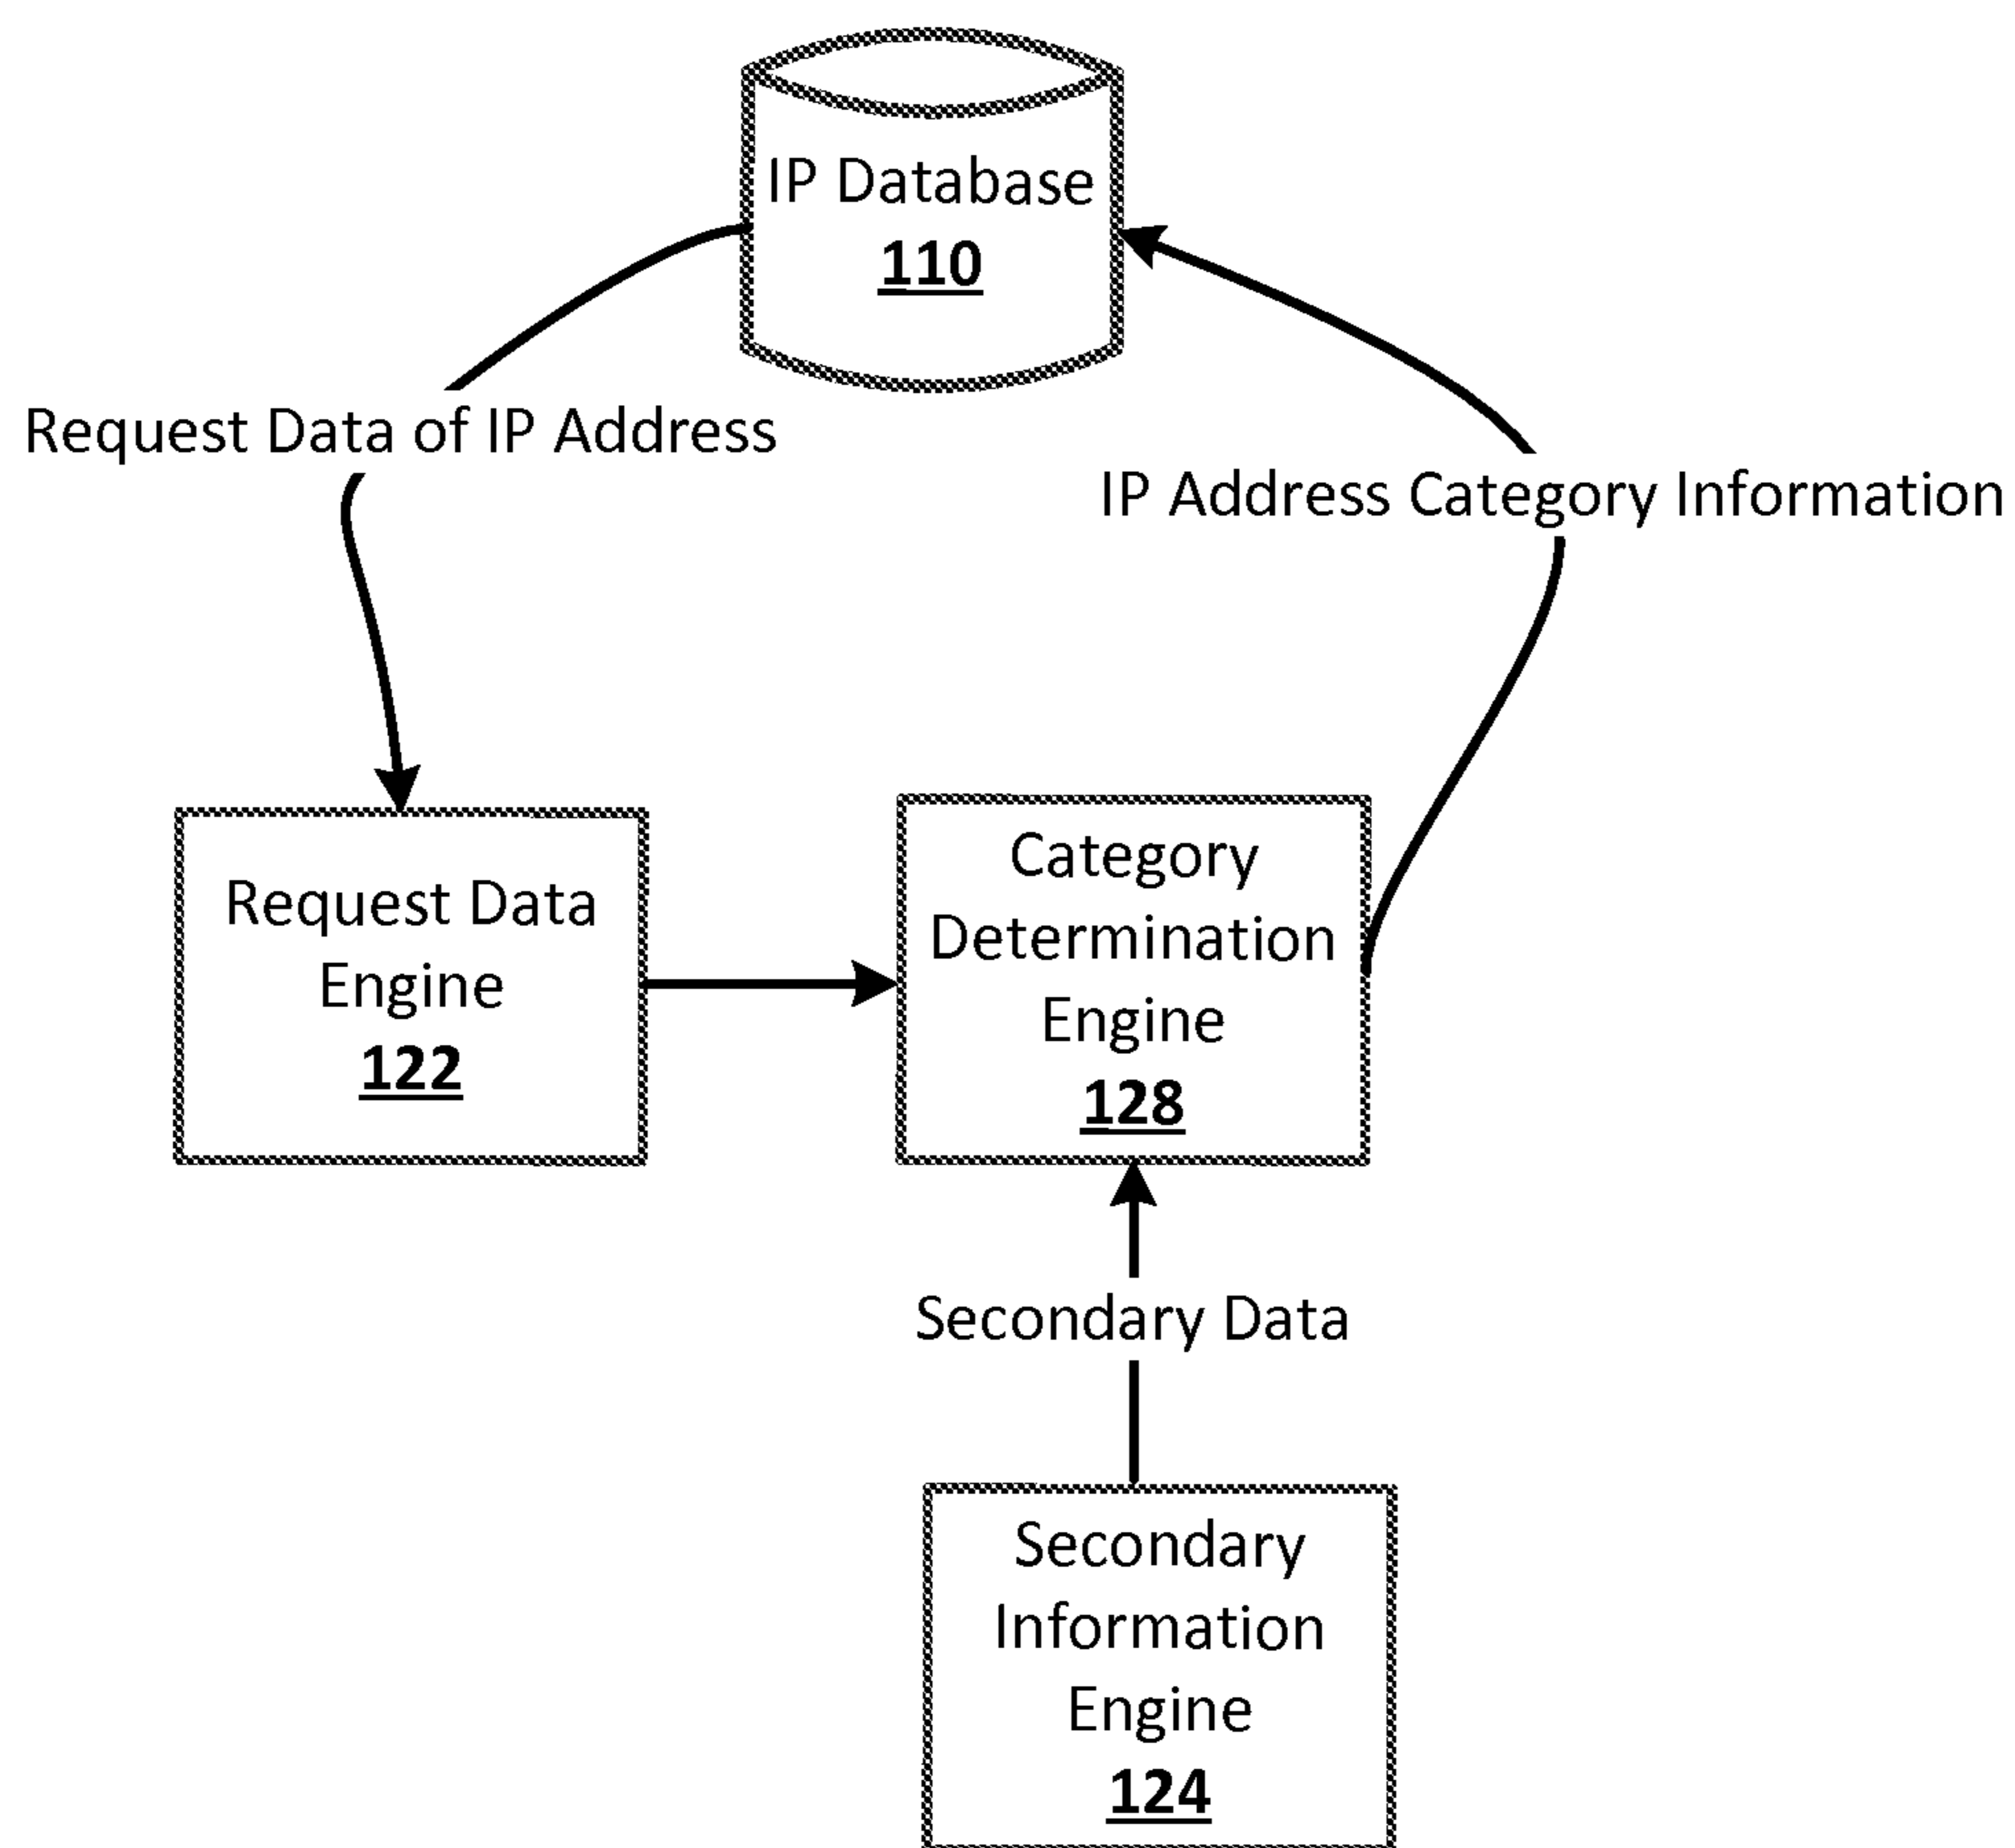 IP Database
110
Request Data of IP Address
IP Address Category Information
Request Data
Engine
122
Category
Determination
Engine
128
Secondary Data
Secondary
Information
Engine
124